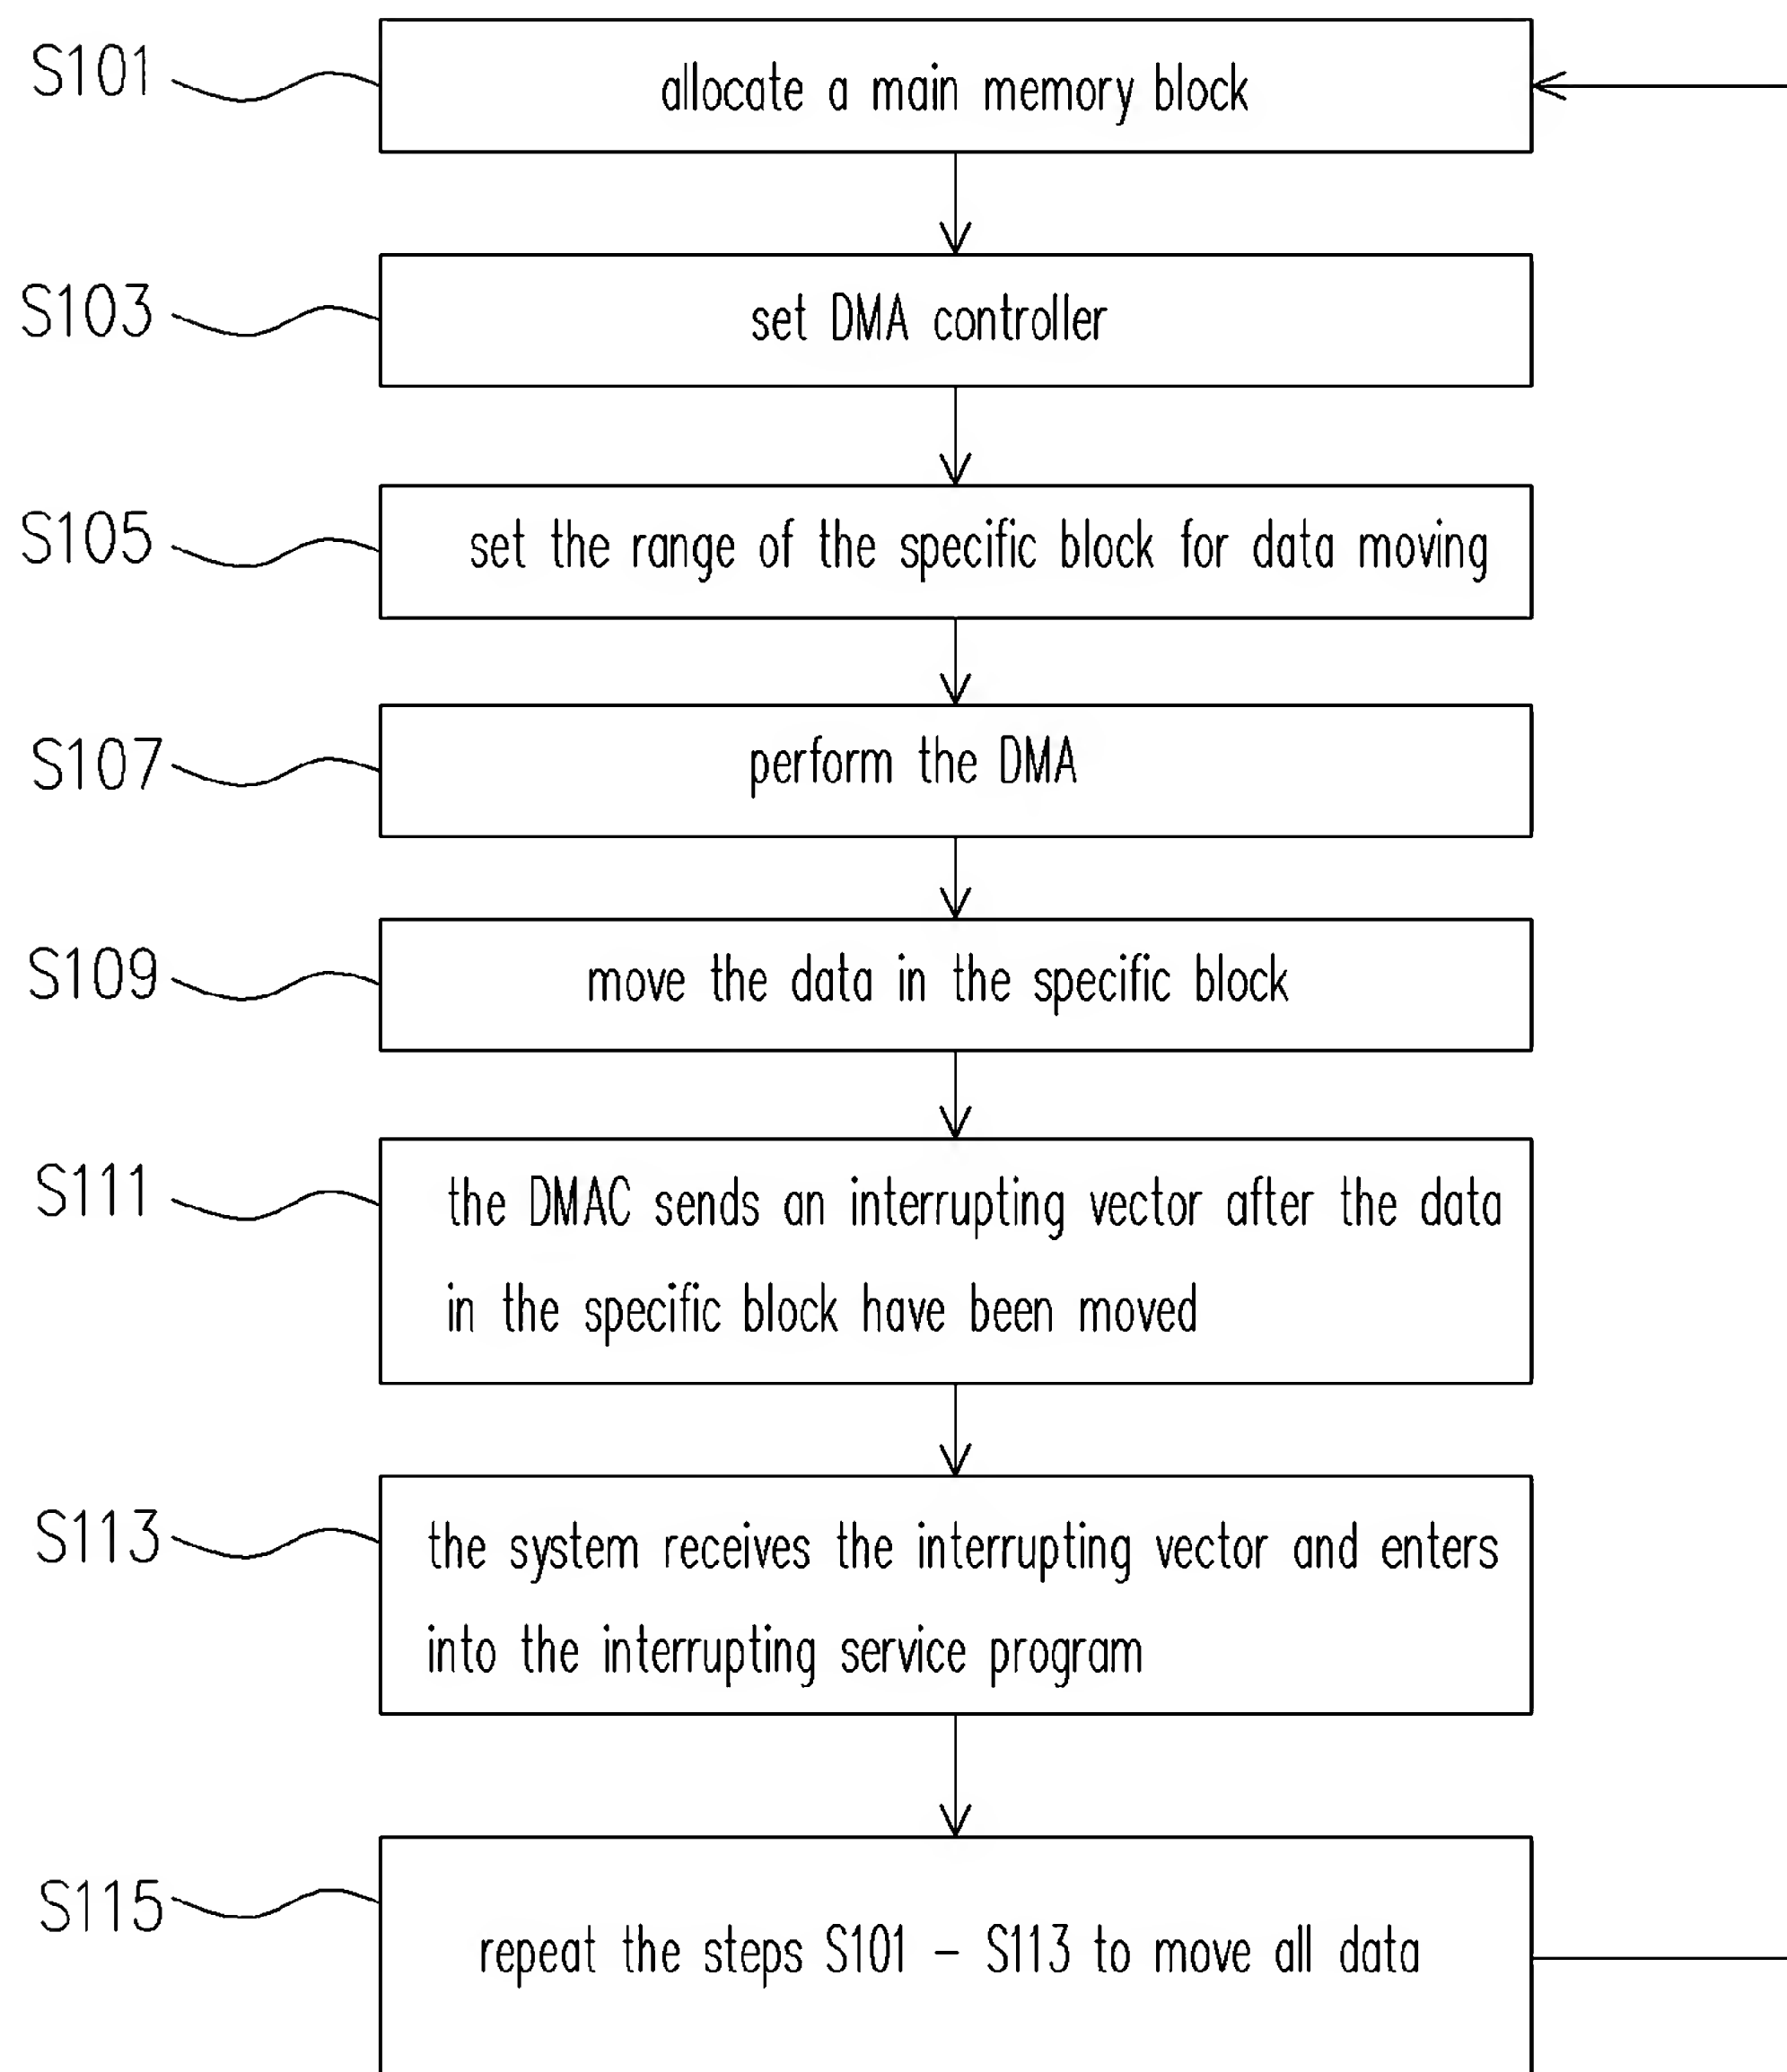 S101
allocate a main memory block
S103
set DMA controller
S105
set the range of the specific block for data moving
S107
perform the DMA
S109
move the data in the specific block
S111
the DMAC sends an interrupting vector after the data
in the specific block have been moved
S113
the system receives the interrupting vector and enters
into the interrupting service program
S115
repeat the steps S101 – S113 to move all data